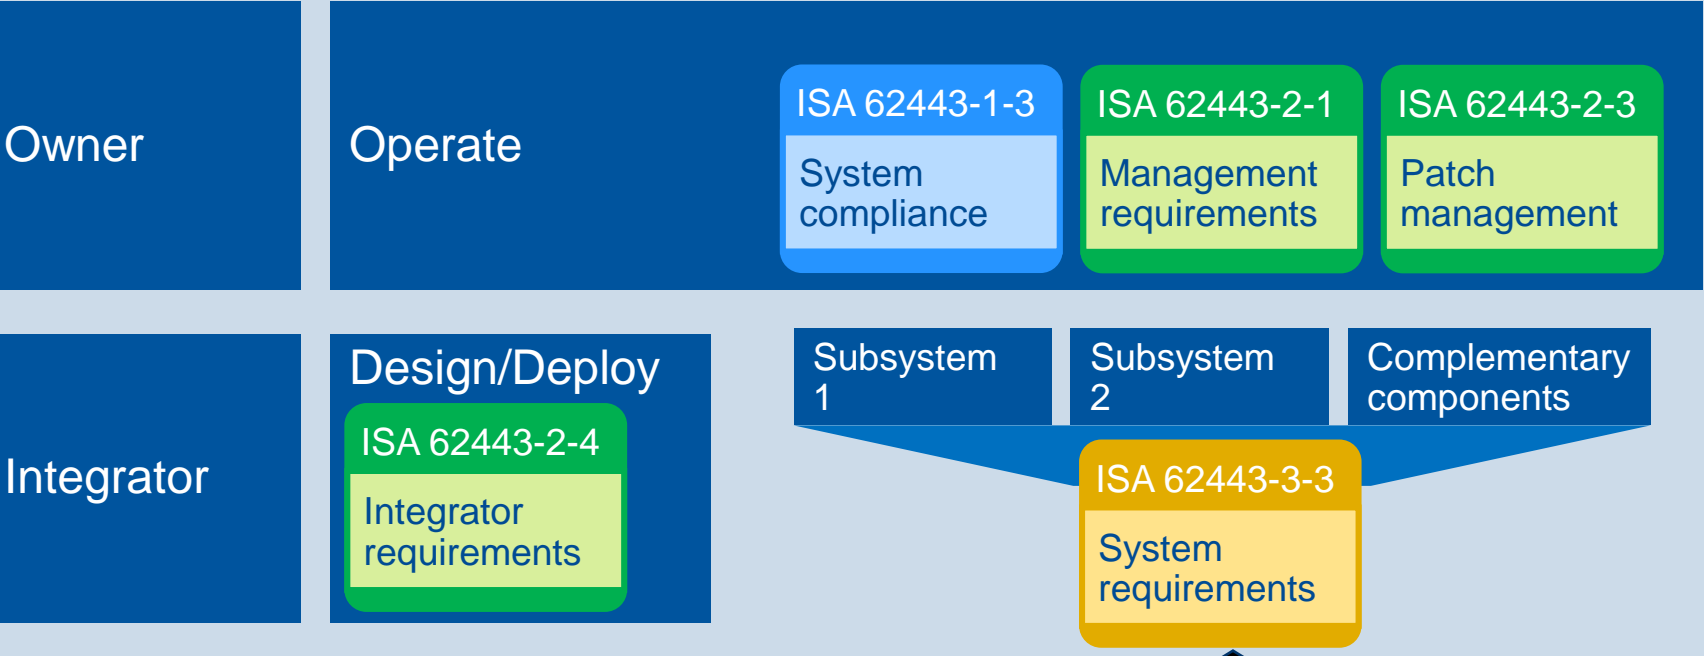 Owner
Operate
ISA 62443-1-3
System
compliance
ISA 62443-2-1
Management
requirements
ISA 62443-2-3
Patch
management
Integrator
Design/Deploy
ISA 62443-2-4
Integrator
requirements
Subsystem
1
Subsystem
2
Complementary
components
ISA 62443-3-3
System
requirements